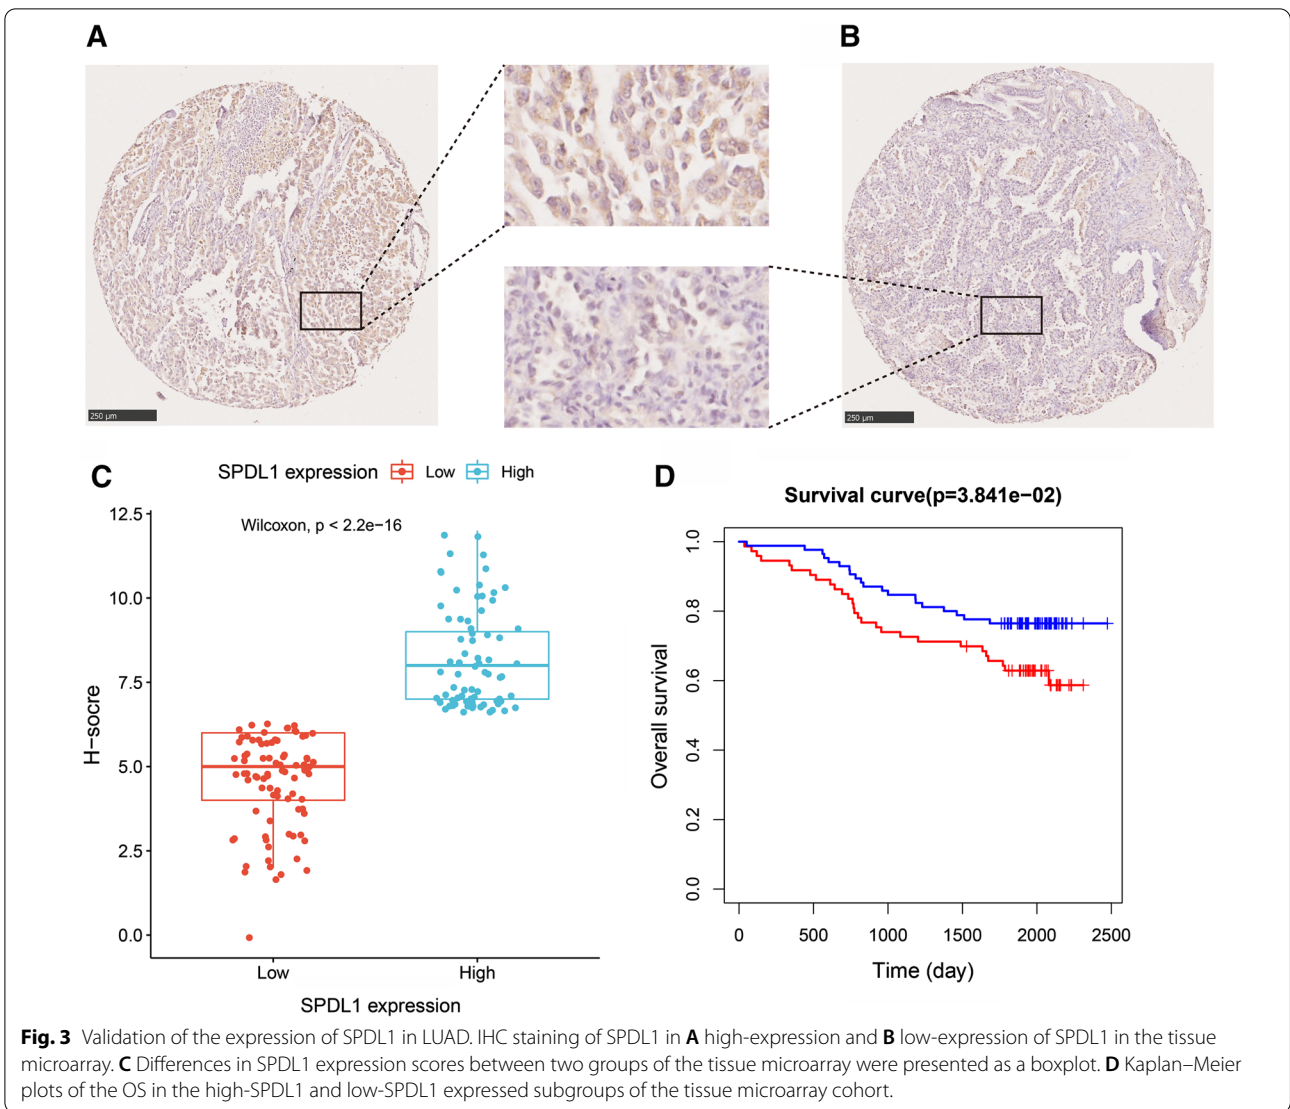 A
B
250 µm
250 µm
C
SPDL1 expression Low High
Wilcoxon, p < 2.2e−16
12.5
10.0
7.5
5.0
2.5
0.0
H−socre
Low High
SPDL1 expression
D
Survival curve(p=3.841e−02)
1.0
0.8
0.6
0.4
0.2
0.0
Overall survival
0 500 1000 1500 2000 2500
Time (day)
Fig. 3 Validation of the expression of SPDL1 in LUAD. IHC staining of SPDL1 in A high-expression and B low-expression of SPDL1 in the tissue
microarray. C Differences in SPDL1 expression scores between two groups of the tissue microarray were presented as a boxplot. D Kaplan–Meier
plots of the OS in the high-SPDL1 and low-SPDL1 expressed subgroups of the tissue microarray cohort.